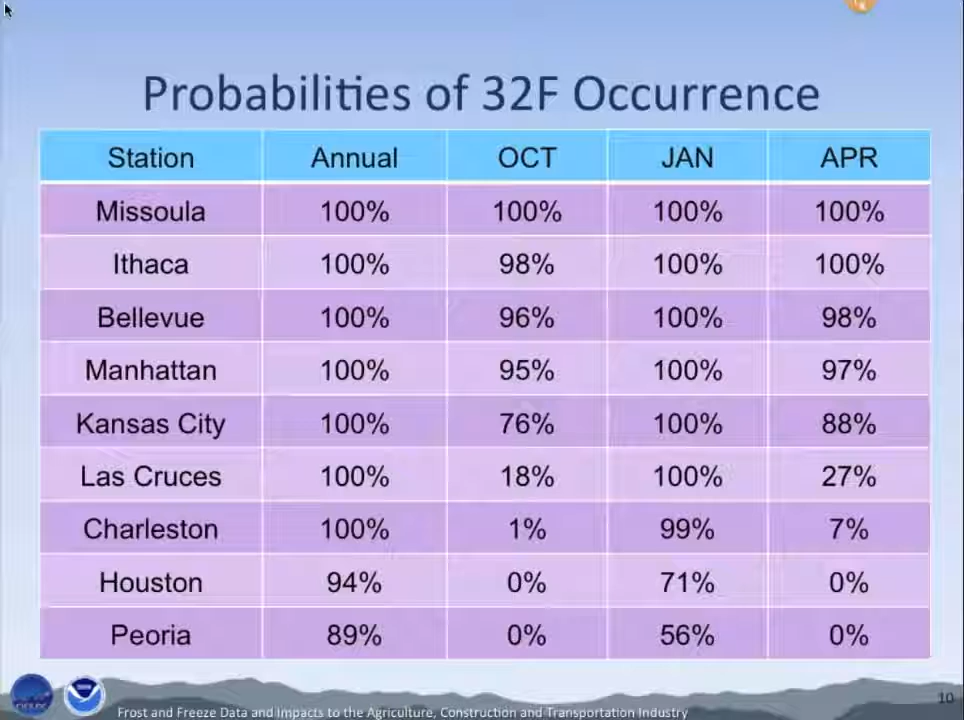 Probabilities of 32F Occurrence
Station Annual OCT JAN APR
Missoula 100% 100% 100% 100%
Ithaca 100% 98% 100% 100%
Bellevue 100% 96% 100% 98%
Manhattan 100% 95% 100% 97%
Kansas City 100% 76% 100% 88%
Las Cruces 100% 18% 100% 27%
Charleston 100% 1% 99% 7%
Houston 94% 0% 71% 0%
Peoria 89% 0% 56% 0%
Frost and Freeze Data and Impacts to the Agriculture, Construction and Transportation Industry
10